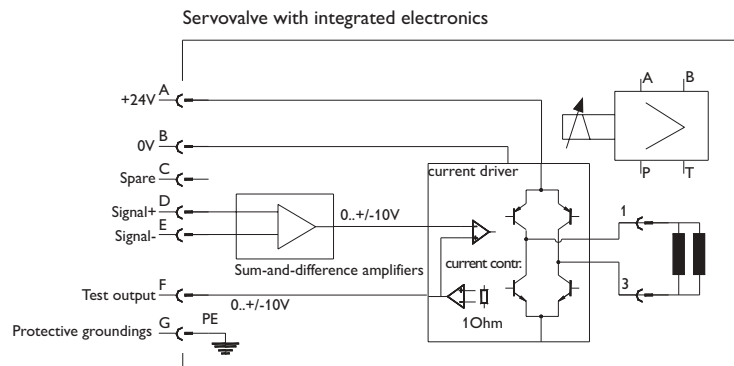 Servovalve with integrated electronics
A
B
+24V
A
0V
B
Spare
C
P
T
current driver
Signal+
D
0..+/-10V
1
Signal-
E
Sum-and-difference amplifiers
current contr.
3
Test output
F
0..+/-10V
1Ohm
Protective groundings
G
PE